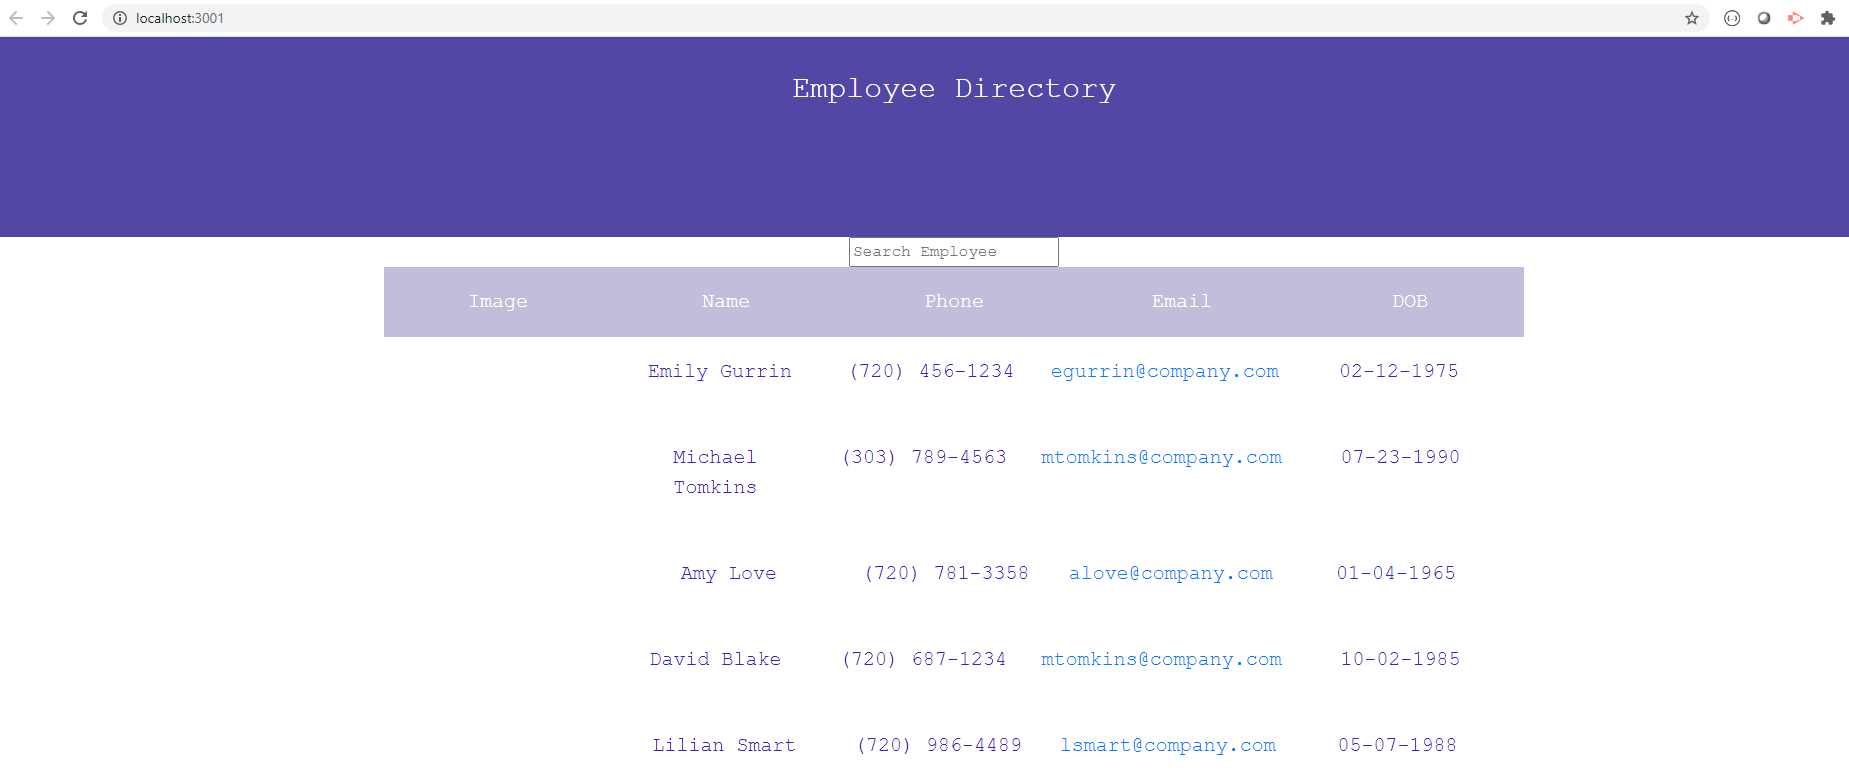 localhost:3001
Employee Directory
Search Employee
Image Name Phone Email DOB
Emily Gurrin (720) 456-1234 egurrin@company.com 02-12-1975
Michael (303) 789-4563 mtomkins@company.com 07-23-1990
Tomkins
Amy Love (720) 781-3358 alove@company.com 01-04-1965
David Blake (720) 687-1234 mtomkins@company.com 10-02-1985
Lilian Smart (720) 986-4489 lsmart@company.com 05-07-1988